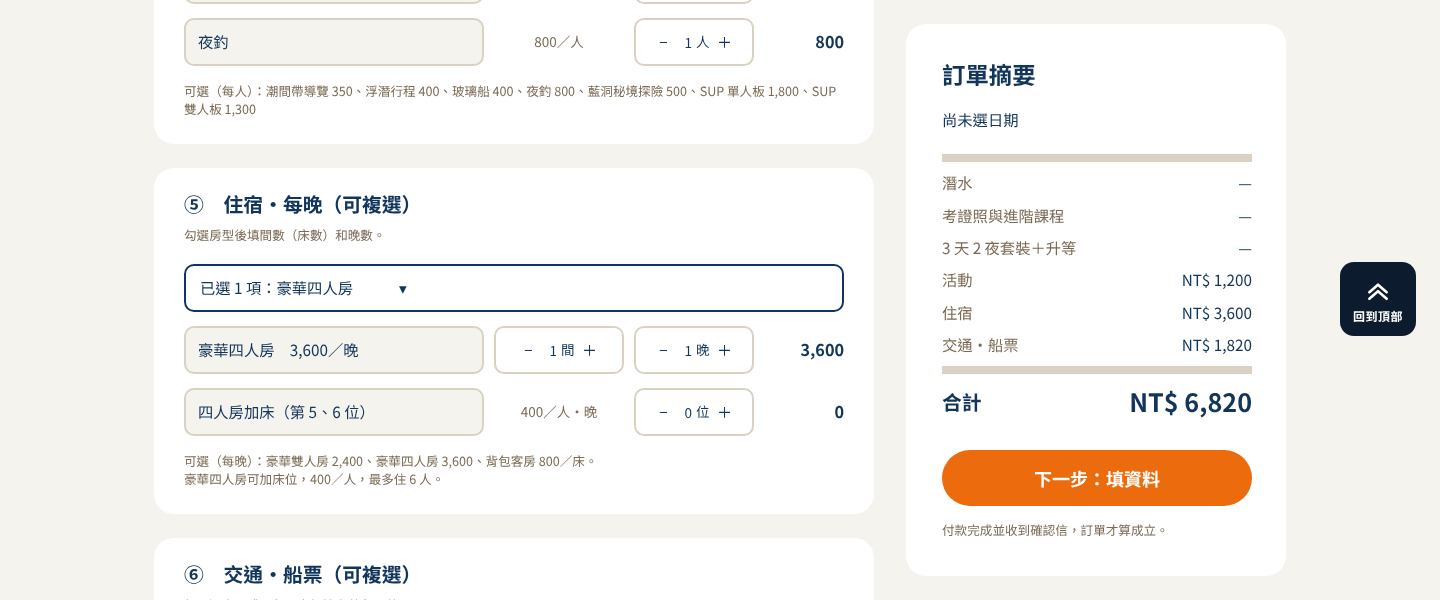 夜釣
800／人
− 1 人 ＋
800
可選（每人）：潮間帶導覽 350、浮潛行程 400、玻璃船 400、夜釣 800、藍洞秘境探險 500、SUP 單人板 1,800、SUP
雙人板 1,300
⑤ 住宿・每晚（可複選）
勾選房型後填間數（床數）和晚數。
已選 1 項：豪華四人房 ▼
豪華四人房 3,600／晚
− 1 間 ＋
− 1 晚 ＋
3,600
四人房加床（第 5、6 位）
400／人・晚
− 0 位 ＋
0
可選（每晚）：豪華雙人房 2,400、豪華四人房 3,600、背包客房 800／床。
豪華四人房可加床位，400／人，最多住 6 人。
⑥ 交通・船票（可複選）
訂單摘要
尚未選日期
潛水 —
考證照與進階課程 —
3 天 2 夜套裝＋升等 —
活動 NT$ 1,200
住宿 NT$ 3,600
交通・船票 NT$ 1,820
合計 NT$ 6,820
下一步：填資料
付款完成並收到確認信，訂單才算成立。
回到頂部